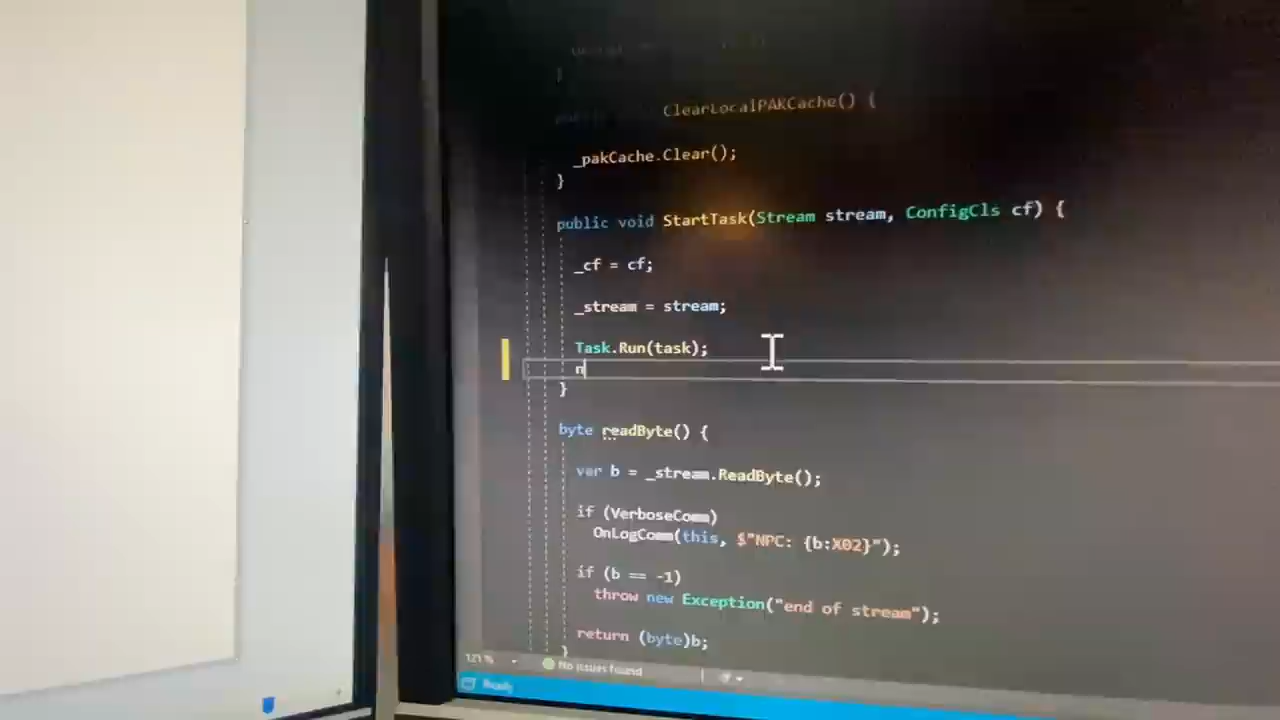 }
ClearLocalPAKCache() {
_pakCache.Clear();
}
public void StartTask(Stream stream, ConfigCls cf) {
_cf = cf;
_stream = stream;
Task.Run(task);
n
}
byte readByte() {
var b = _stream.ReadByte();
if (VerboseComm)
OnLogComm(this, $"NPC: {b:X02}");
if (b == -1)
throw new Exception("end of stream");
return (byte)b;
}
121 %
No issues found
Ready